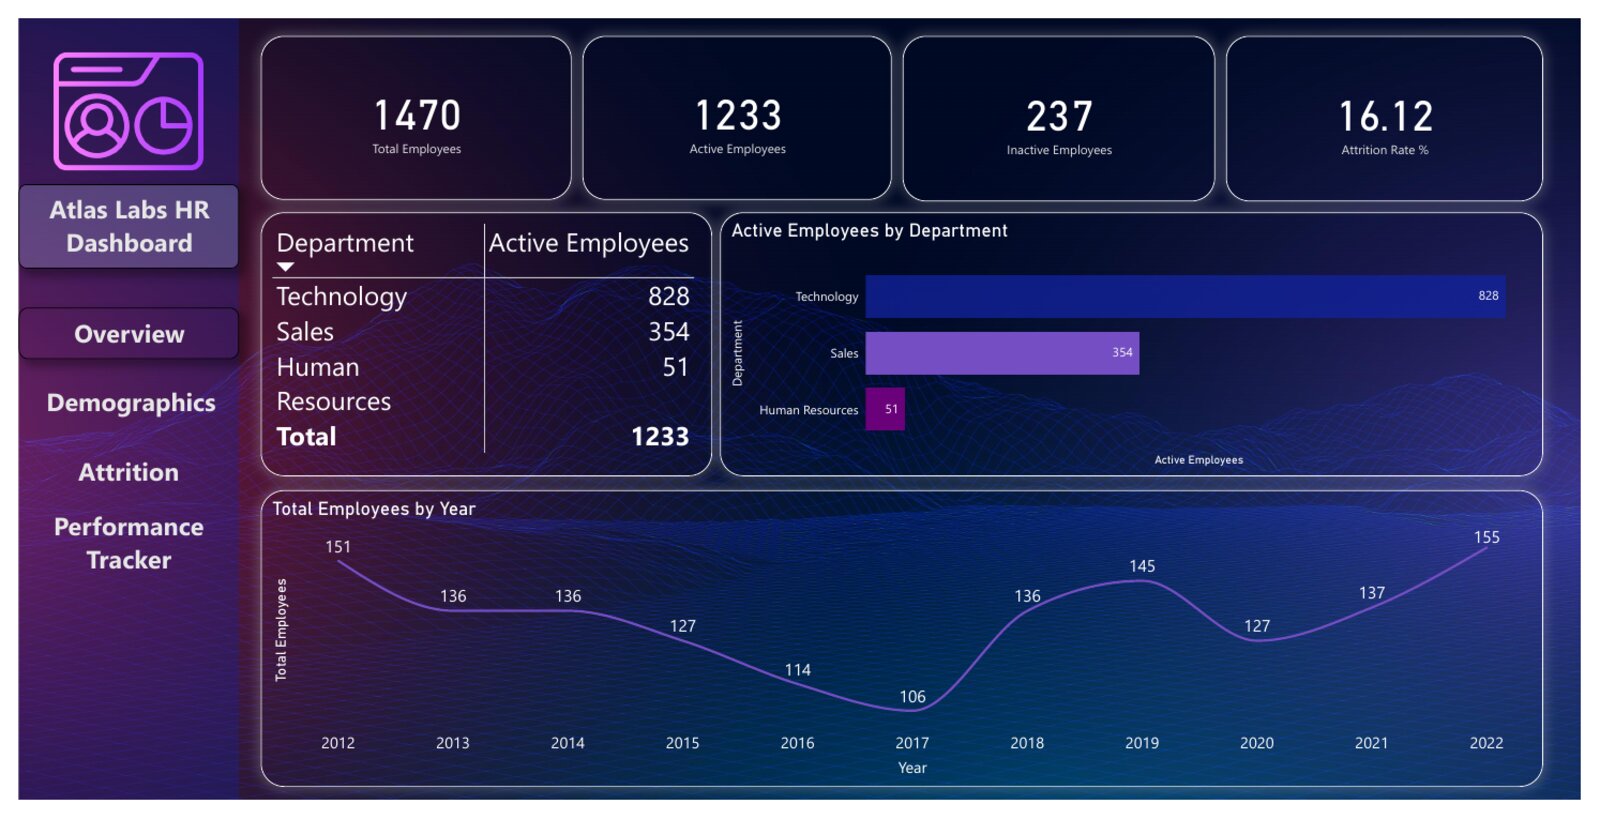 Atlas Labs HR
Dashboard
Overview
Demographics
Attrition
Performance
Tracker
1470
Total Employees
1233
Active Employees
237
Inactive Employees
16.12
Attrition Rate %
Department Active Employees
Technology 828
Sales 354
Human 51
Resources
Total 1233
Active Employees by Department
Department
Technology 828
Sales 354
Human Resources 51
Active Employees
Total Employees by Year
Total Employees
151 136 136 127 114 106 136 145 127 137 155
2012 2013 2014 2015 2016 2017 2018 2019 2020 2021 2022
Year